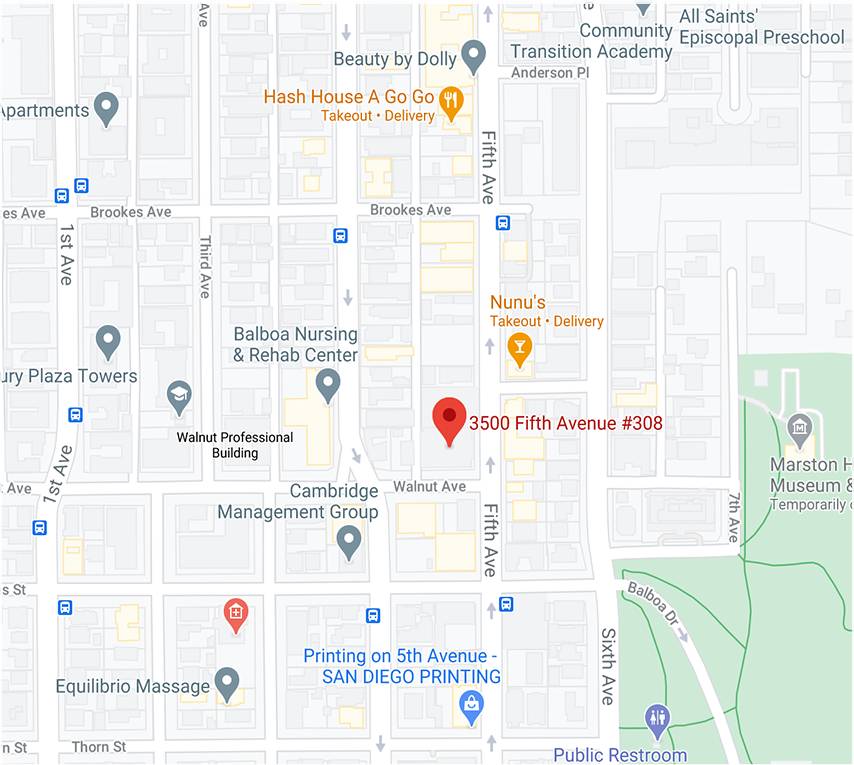 Ave
e
Community
Transition Academy
All Saints'
Episcopal Preschool
Beauty by Dolly
Anderson Pl
Hash House A Go Go
Takeout • Delivery
Apartments
Fifth Ave
es Ave
Brookes Ave
Brookes Ave
1st Ave
Third Ave
Nunu's
Takeout • Delivery
Balboa Nursing
& Rehab Center
ury Plaza Towers
3500 Fifth Avenue #308
Walnut Professional
Building
1st Ave
Marston H
Museum &
Temporarily c
Ave
Walnut Ave
Cambridge
Management Group
7th Ave
Fifth Ave
s St
Balboa Dr
Sixth Ave
Printing on 5th Avenue -
SAN DIEGO PRINTING
Equilibrio Massage
n St
Thorn St
Public Restroom